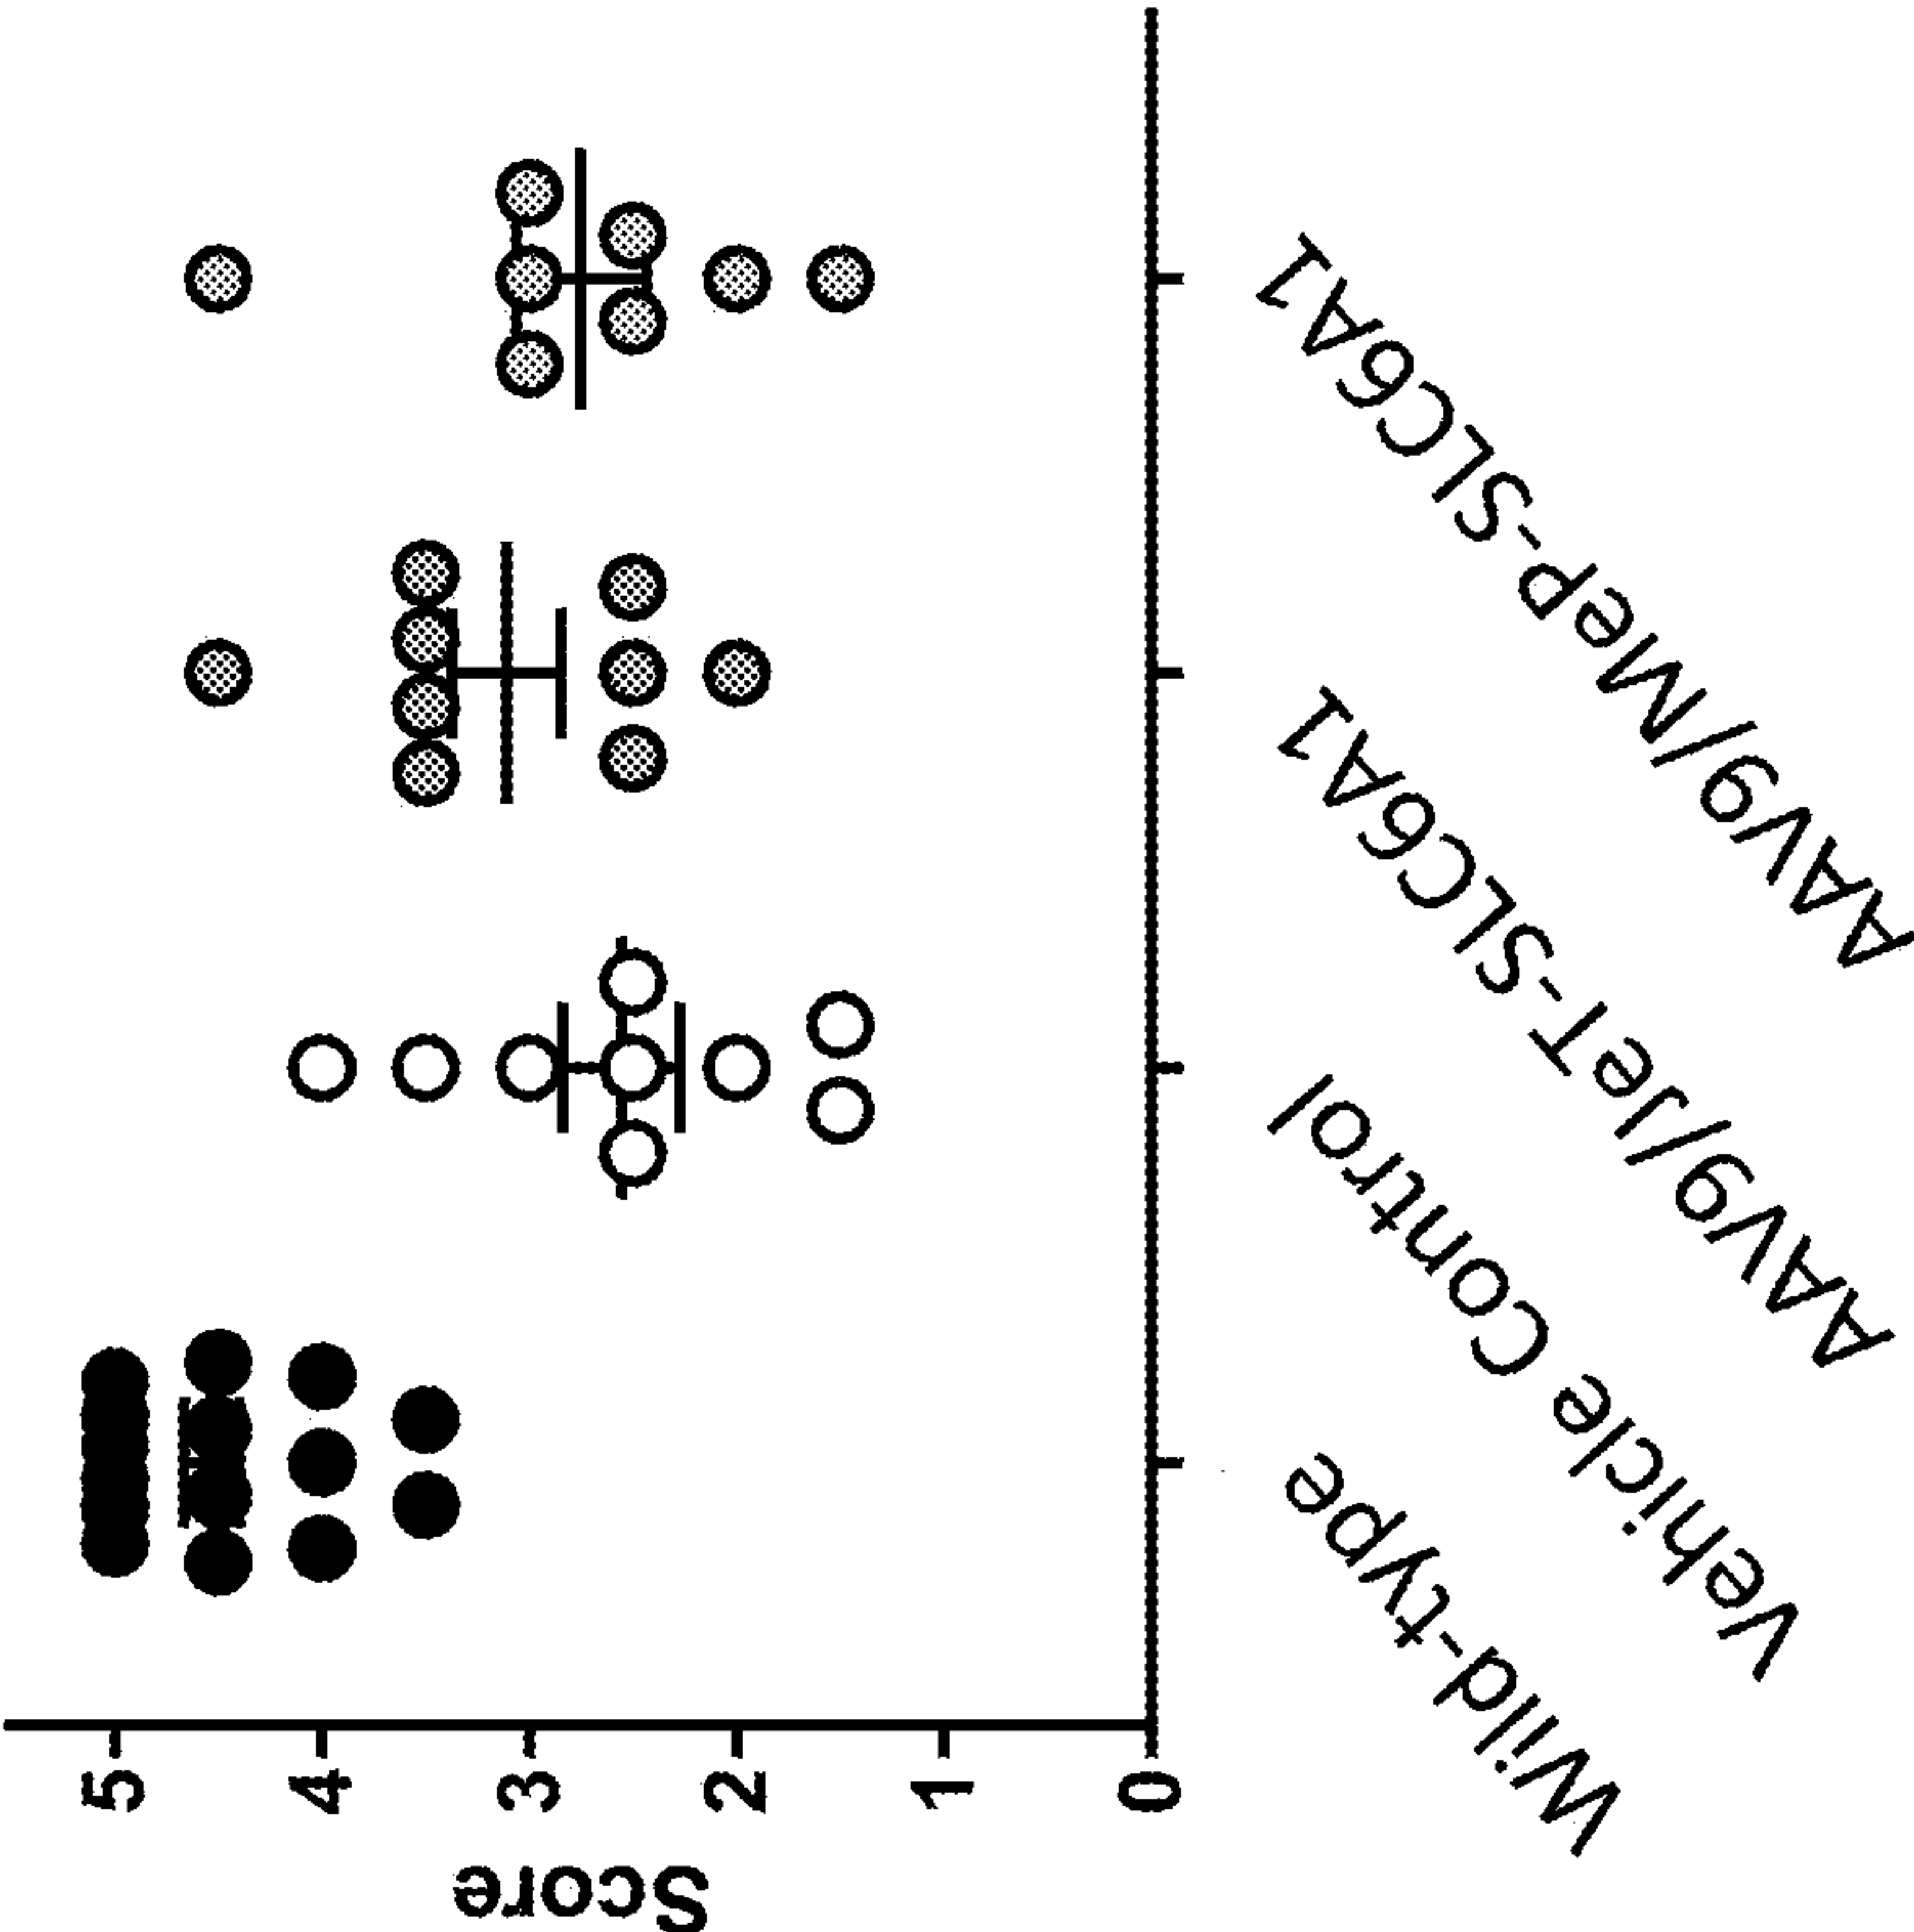 Score
5
4
3
2
1
0
Wild-type
Vehicle Control
AAV9/JeT-SLC6A1
AAV9/MeP-SLC6A1